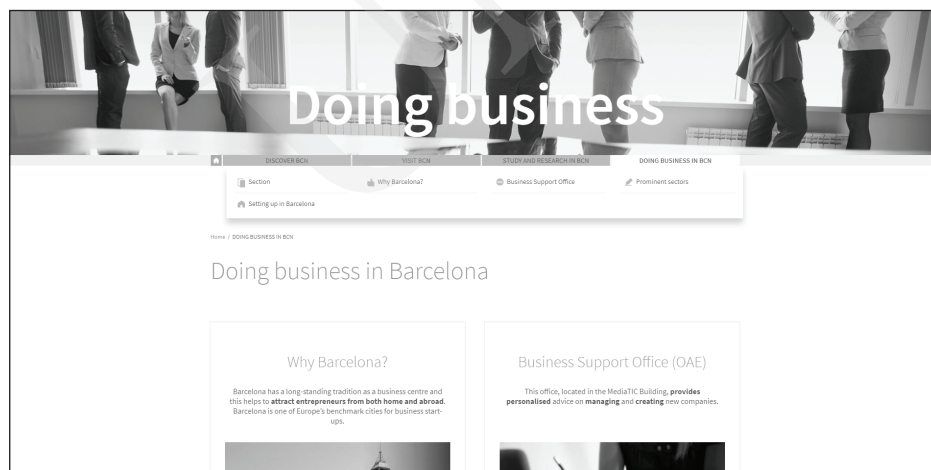 Doing business
DISCOVER BCN
VISIT BCN
STUDY AND RESEARCH IN BCN
DOING BUSINESS IN BCN
Section
Why Barcelona?
Business Support Office
Prominent sectors
Setting up in Barcelona
Home / DOING BUSINESS IN BCN
Doing business in Barcelona
Why Barcelona?
Barcelona has a long-standing tradition as a business centre and
this helps to attract entrepreneurs from both home and abroad.
Barcelona is one of Europe's benchmark cities for business start-
ups.
Business Support Office (OAE)
This office, located in the MediaTIC Building, provides
personalised advice on managing and creating new companies.